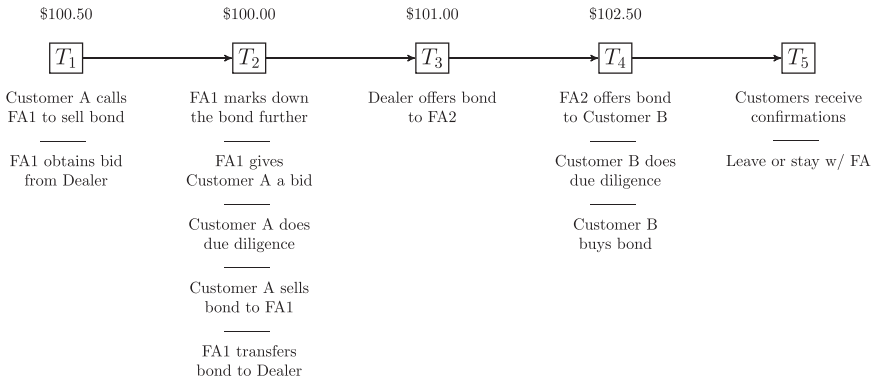 $100.50
$100.00
$101.00
$102.50
T1
T2
T3
T4
T5
Customer A calls
FA1 to sell bond
FA1 obtains bid
from Dealer
FA1 marks down
the bond further
FA1 gives
Customer A a bid
Customer A does
due diligence
Customer A sells
bond to FA1
FA1 transfers
bond to Dealer
Dealer offers bond
to FA2
FA2 offers bond
to Customer B
Customer B does
due diligence
Customer B
buys bond
Customers receive
confirmations
Leave or stay w/ FA